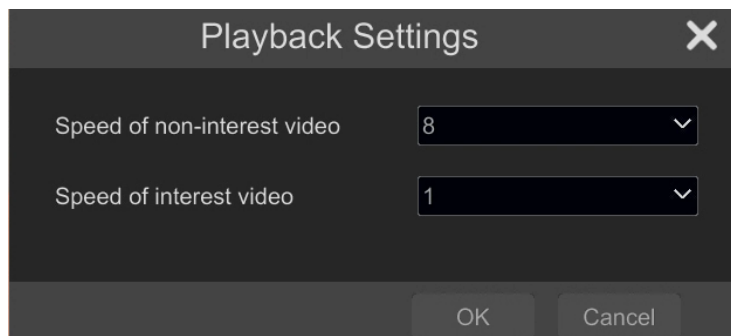 Playback Settings
Speed of non-interest video 8
Speed of interest video 1
OK Cancel